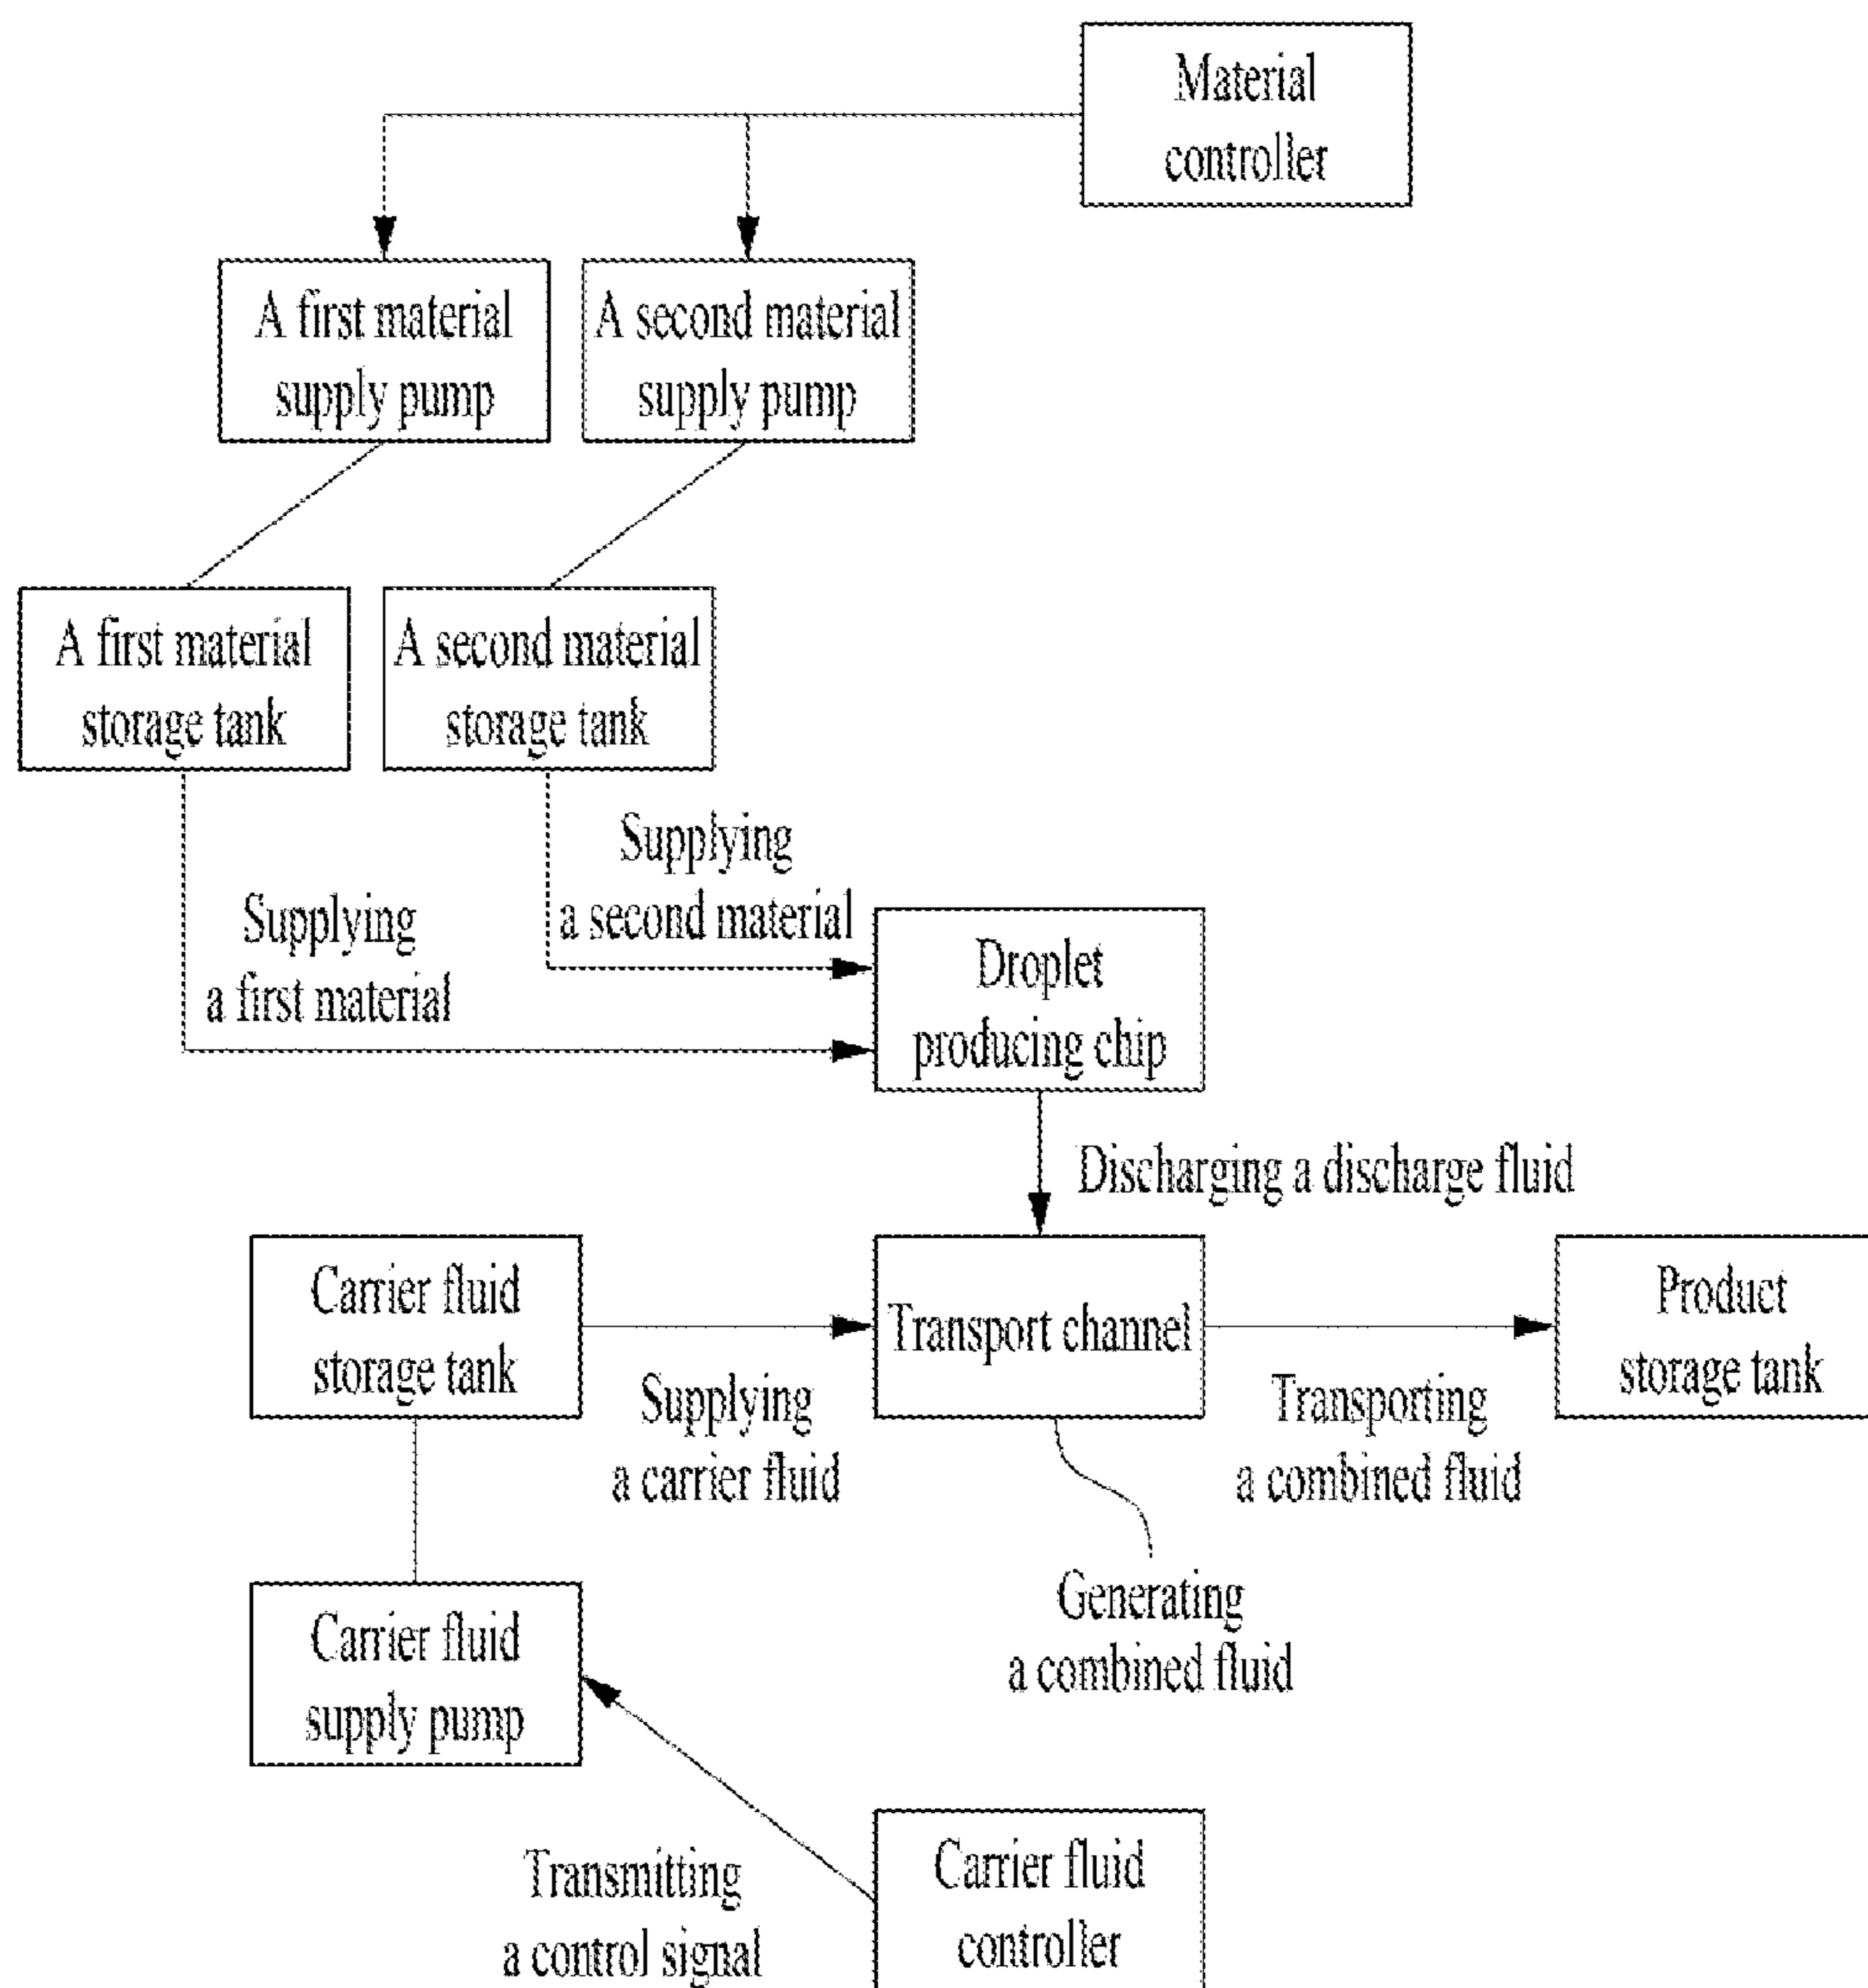 Material
controller
A first material
supply pump
A second material
supply pump
A first material
storage tank
A second material
storage tank
Supplying
a second material
Supplying
a first material
Droplet
producing chip
Discharging a discharge fluid
Carrier fluid
storage tank
Transport channel
Product
storage tank
Supplying
a carrier fluid
Transporting
a combined fluid
Generating
a combined fluid
Carrier fluid
supply pump
Transmitting
a control signal
Carrier fluid
controller